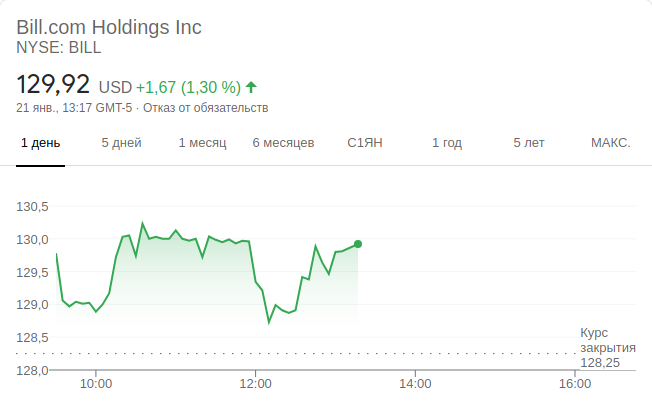 Bill.com Holdings Inc
NYSE: BILL
129,92 USD +1,67 (1,30 %)
21 янв., 13:17 GMT-5 · Отказ от обязательств
1 день 5 дней 1 месяц 6 месяцев С1ЯН 1 год 5 лет МАКС.
130,5
130,0
129,5
129,0
128,5
128,0
Курс
закрытия
128,25
10:00 12:00 14:00 16:00